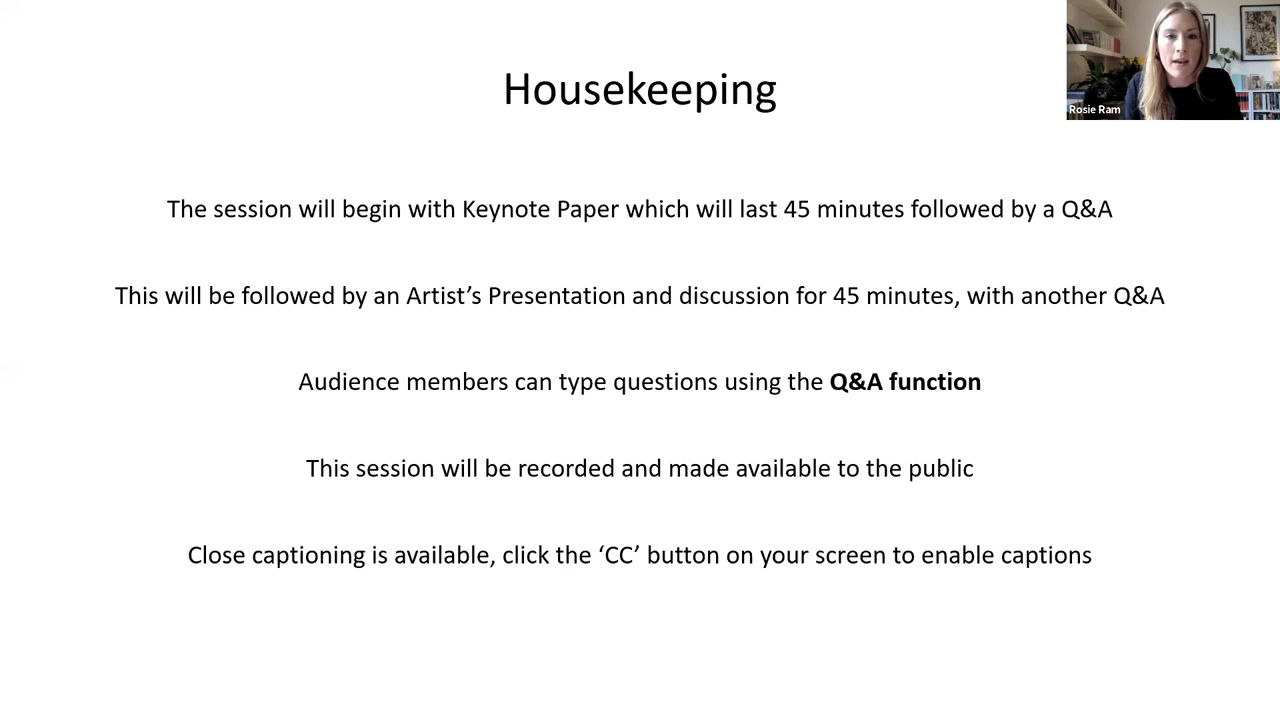 Housekeeping
Rosie Ram
The session will begin with Keynote Paper which will last 45 minutes followed by a Q&A
This will be followed by an Artist’s Presentation and discussion for 45 minutes, with another Q&A
Audience members can type questions using the Q&A function
This session will be recorded and made available to the public
Close captioning is available, click the ‘CC’ button on your screen to enable captions